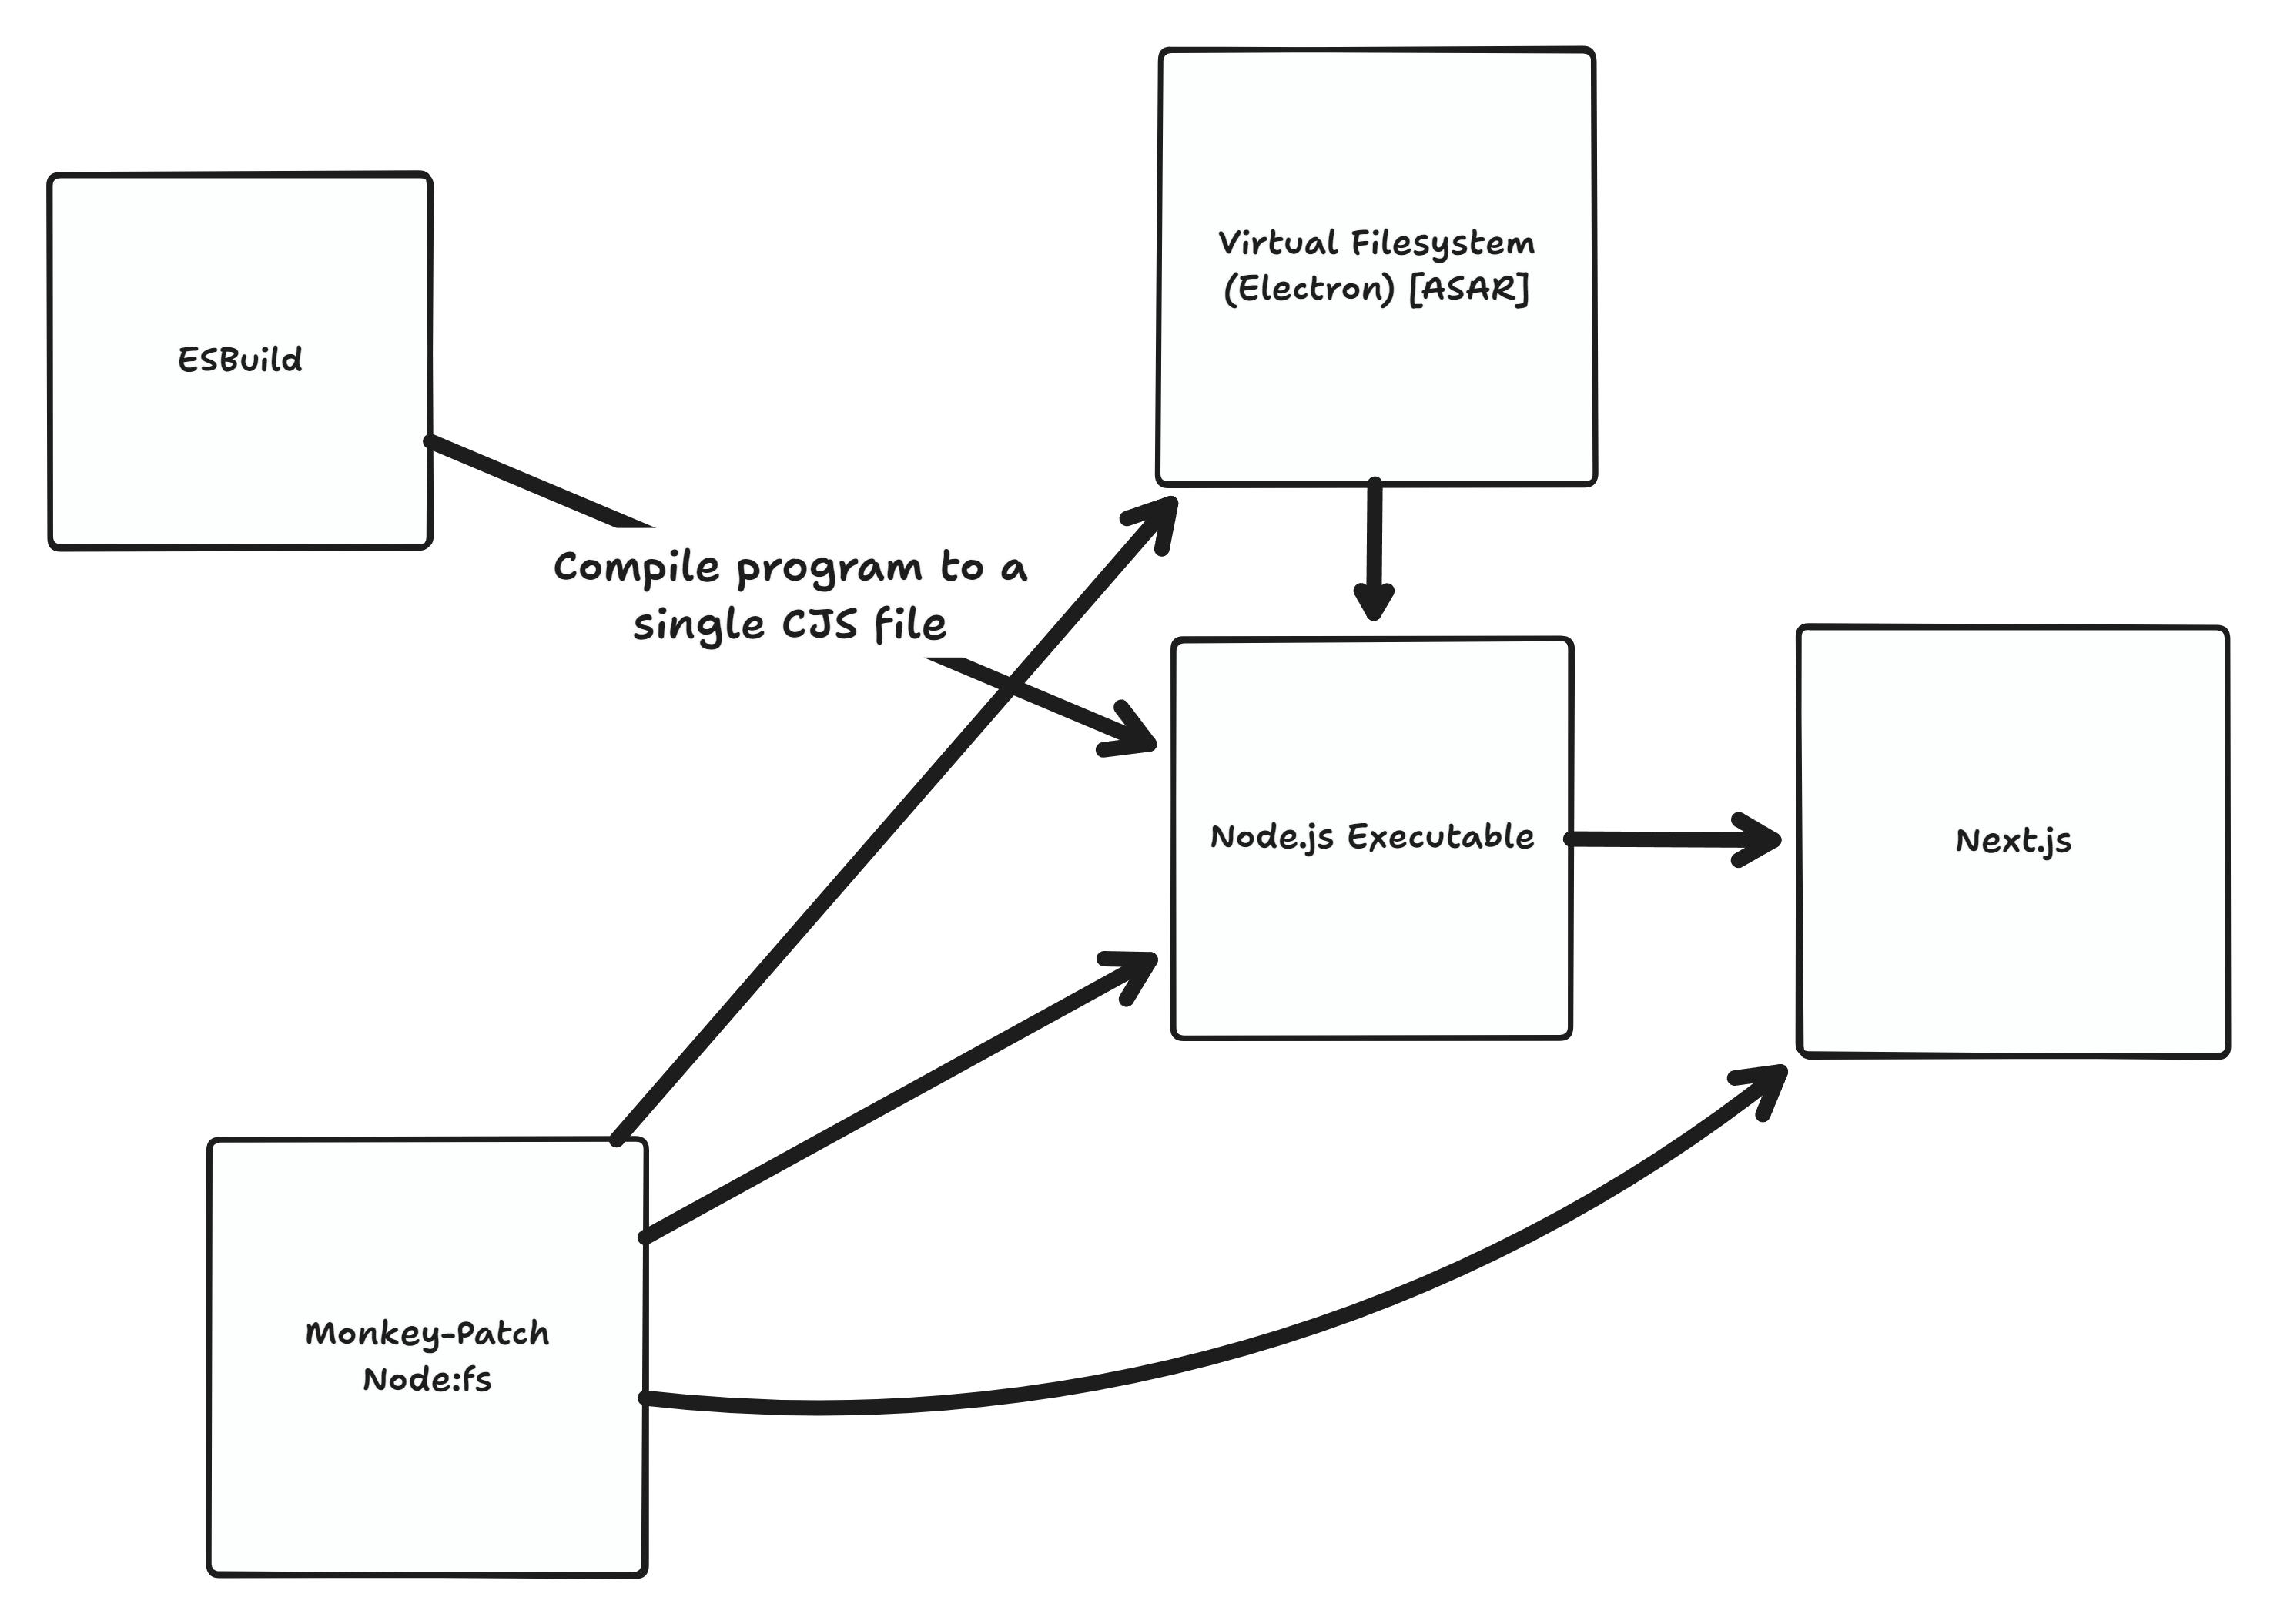 Virtual Filesystem
(Electron) [ASAR]
ESBuild
Compile program to a
single CJS file
Node.js Executable
Next.js
Monkey-Patch
Node:fs